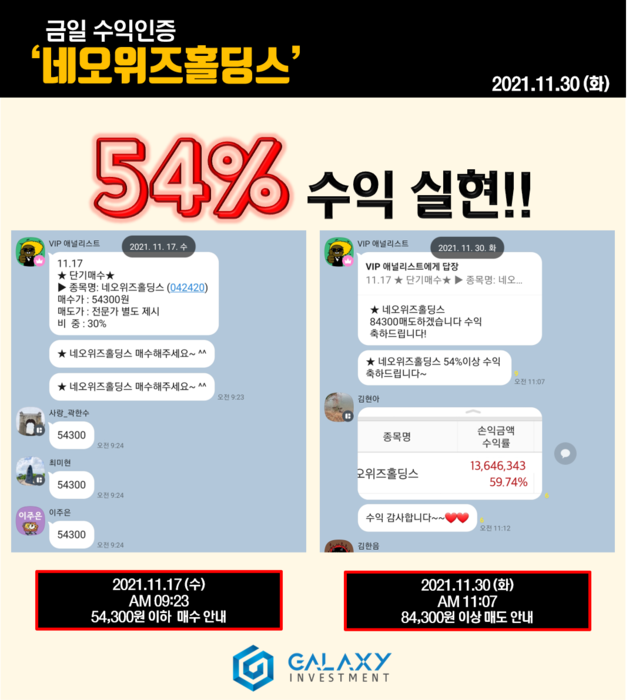 금일 수익인증
'네오위즈홀딩스'
2021.11.30 (화)
54% 수익 실현!!
VIP 애널리스트
2021. 11. 17. 수
11.17
★ 단기매수★
▶ 종목명: 네오위즈홀딩스 (042420)
매수가 : 54300원
매도가 : 전문가 별도 제시
비 중 : 30%
★ 네오위즈홀딩스 매수해주세요~ ^^
★ 네오위즈홀딩스 매수해주세요~ ^^
오전 9:23
사랑_곽한수
54300
오전 9:24
최미현
54300
오전 9:24
이주은
이주은
54300
오전 9:24
VIP 애널리스트
2021. 11. 30. 화
VIP 애널리스트에게 답장
11.17 ★ 단기매수★ ▶ 종목명: 네오...
★ 네오위즈홀딩스
84300매도하겠습니다 수익
축하드립니다!
★ 네오위즈홀딩스 54%이상 수익
축하드립니다~
오전 11:07
김현아
종목명
손익금액
수익률
오위즈홀딩스
13,646,343
59.74%
수익 감사합니다~~❤️❤️
오전 11:12
김한음
2021.11.17 (수)
AM 09:23
54,300원 이하 매수 안내
2021.11.30 (화)
AM 11:07
84,300원 이상 매도 안내
GALAXY
INVESTMENT